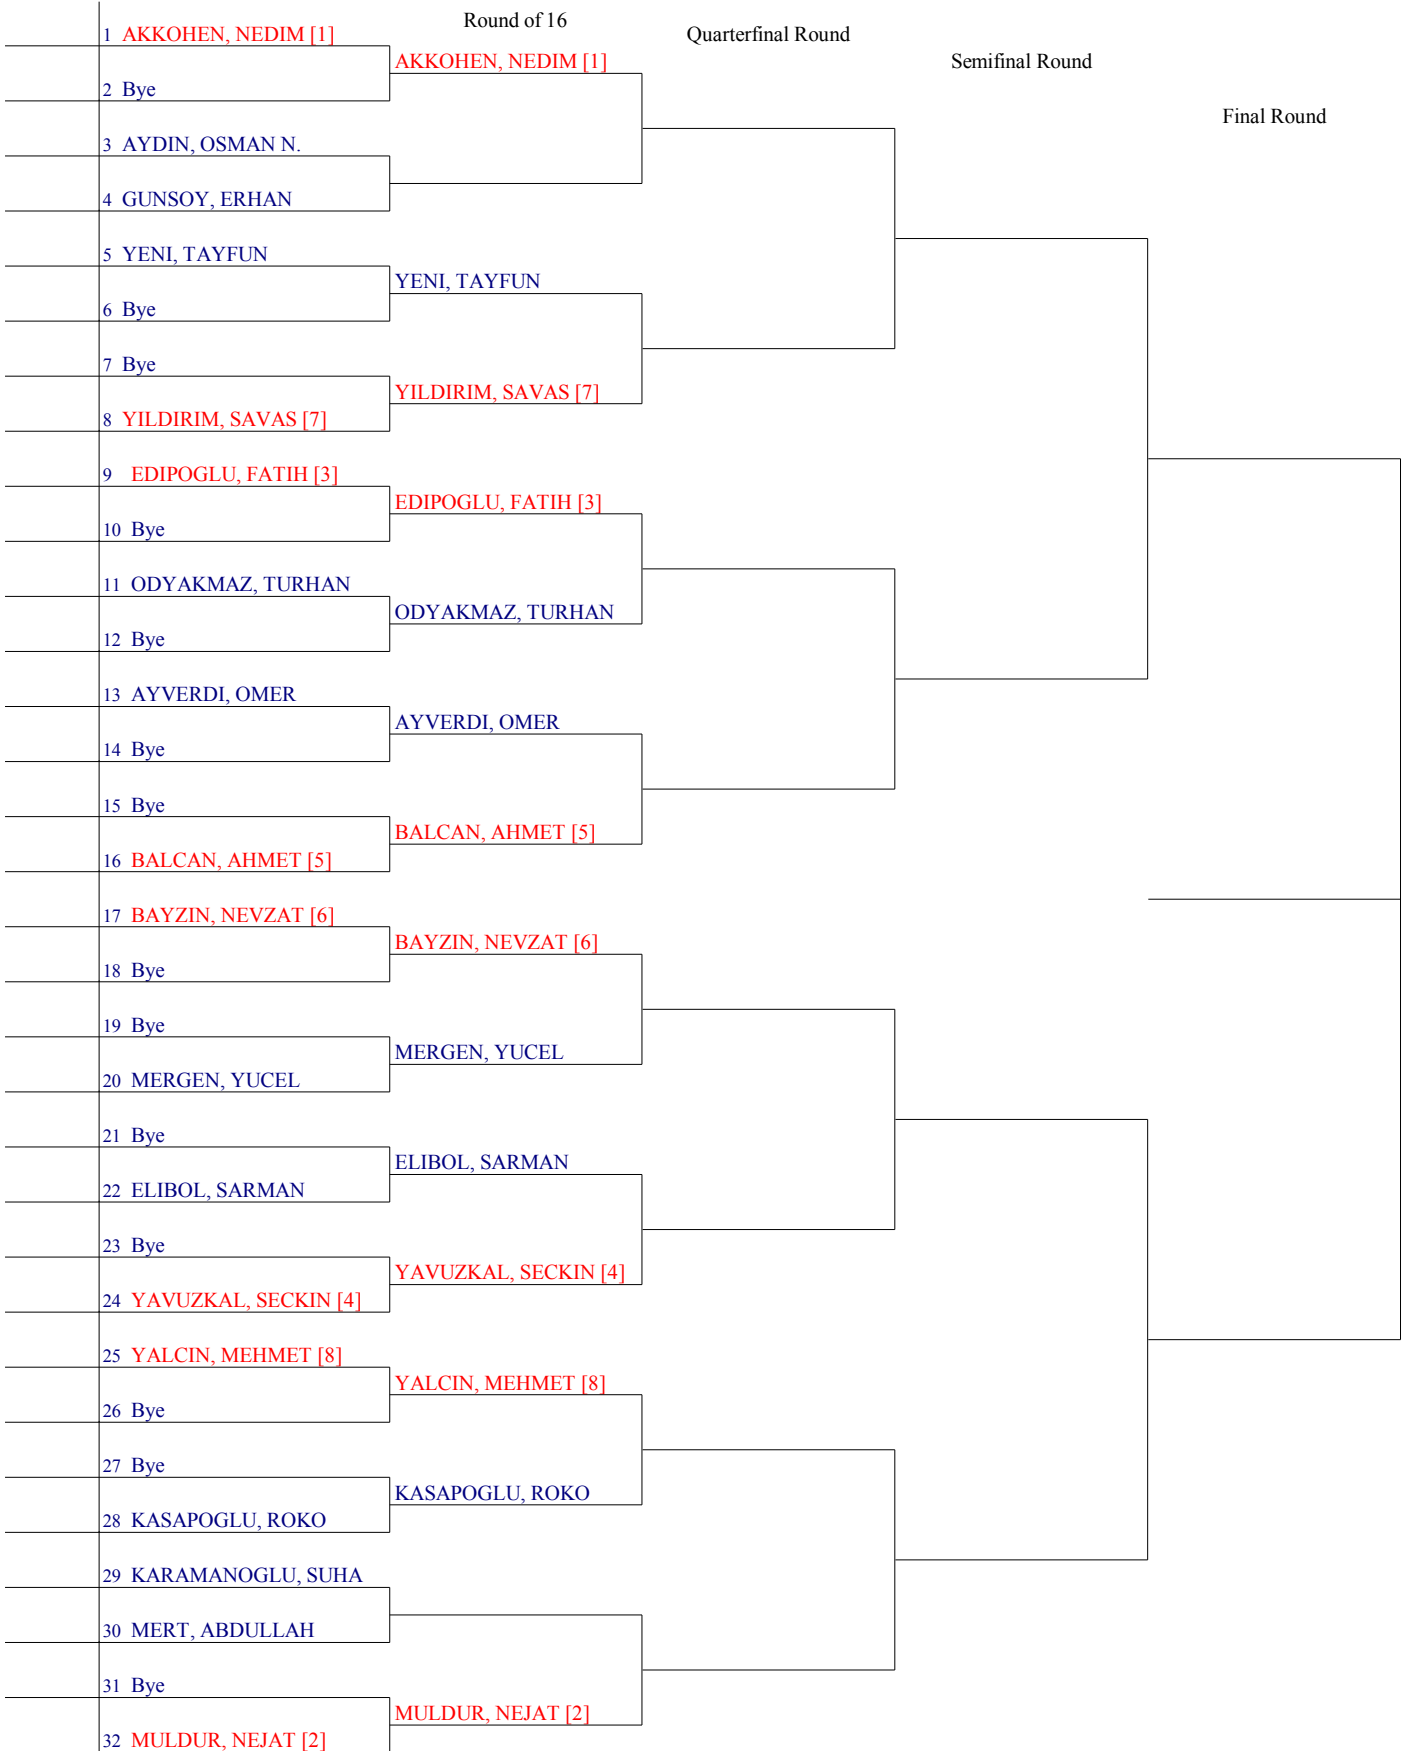 Round of 16
Quarterfinal Round
Semifinal Round
Final Round
1 AKKOHEN, NEDIM [1]
AKKOHEN, NEDIM [1]
2 Bye
3 AYDIN, OSMAN N.
4 GUNSOY, ERHAN
5 YENI, TAYFUN
YENI, TAYFUN
6 Bye
7 Bye
YILDIRIM, SAVAS [7]
8 YILDIRIM, SAVAS [7]
9 EDIPOGLU, FATIH [3]
EDIPOGLU, FATIH [3]
10 Bye
11 ODYAKMAZ, TURHAN
ODYAKMAZ, TURHAN
12 Bye
13 AYVERDI, OMER
AYVERDI, OMER
14 Bye
15 Bye
BALCAN, AHMET [5]
16 BALCAN, AHMET [5]
17 BAYZIN, NEVZAT [6]
BAYZIN, NEVZAT [6]
18 Bye
19 Bye
MERGEN, YUCEL
20 MERGEN, YUCEL
21 Bye
ELIBOL, SARMAN
22 ELIBOL, SARMAN
23 Bye
YAVUZKAL, SECKIN [4]
24 YAVUZKAL, SECKIN [4]
25 YALCIN, MEHMET [8]
YALCIN, MEHMET [8]
26 Bye
27 Bye
KASAPOGLU, ROKO
28 KASAPOGLU, ROKO
29 KARAMANOGLU, SUHA
30 MERT, ABDULLAH
31 Bye
MULDUR, NEJAT [2]
32 MULDUR, NEJAT [2]